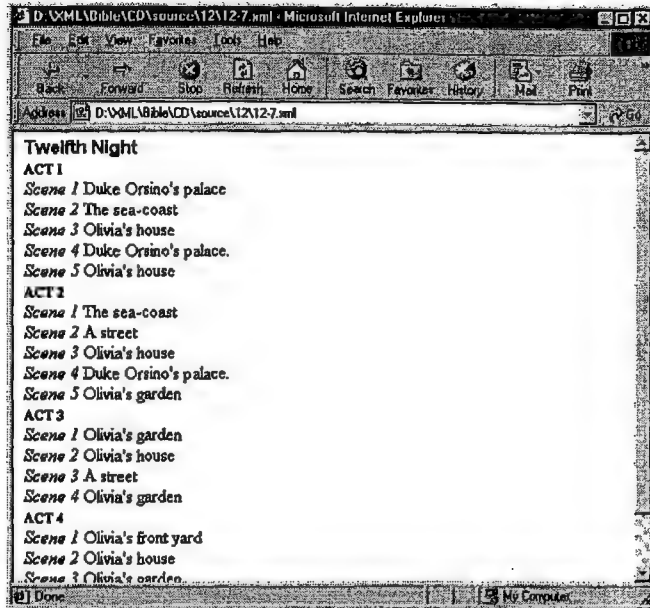 D:\XML\Bible\CD\source\12\12-7.xml - Microsoft Internet Explorer
File Edit View Favorites Tools Help
Back Forward Stop Refresh Home Search Favorites History Mail Print
Address D:\XML\Bible\CD\source\12\12-7.xml Go
Twelfth Night
ACT 1
Scene 1 Duke Orsino's palace
Scene 2 The sea-coast
Scene 3 Olivia's house
Scene 4 Duke Orsino's palace.
Scene 5 Olivia's house
ACT 2
Scene 1 The sea-coast
Scene 2 A street
Scene 3 Olivia's house
Scene 4 Duke Orsino's palace.
Scene 5 Olivia's garden
ACT 3
Scene 1 Olivia's garden
Scene 2 Olivia's house
Scene 3 A street
Scene 4 Olivia's garden
ACT 4
Scene 1 Olivia's front yard
Scene 2 Olivia's house
Scene 3 Olivia's garden
Done My Computer